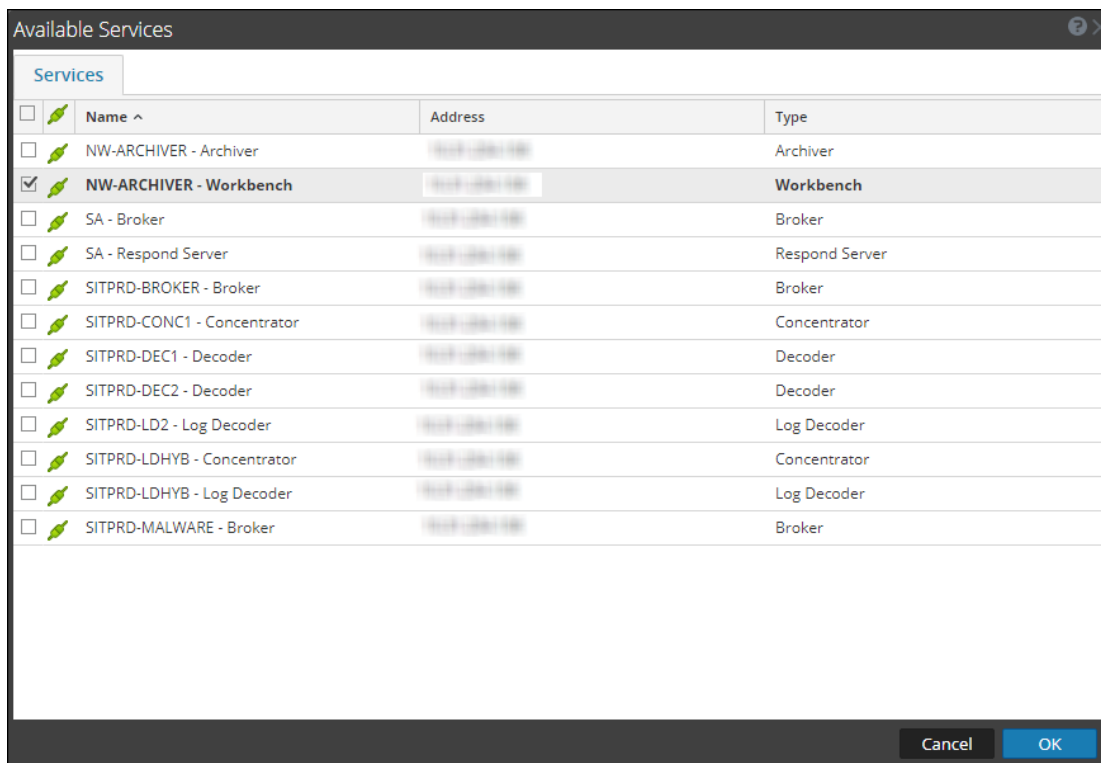 Available Services
Services
Name Address Type
NW-ARCHIVER - Archiver Archiver
NW-ARCHIVER - Workbench Workbench
SA - Broker Broker
SA - Respond Server Respond Server
SITPRD-BROKER - Broker Broker
SITPRD-CONC1 - Concentrator Concentrator
SITPRD-DEC1 - Decoder Decoder
SITPRD-DEC2 - Decoder Decoder
SITPRD-LD2 - Log Decoder Log Decoder
SITPRD-LDHYB - Concentrator Concentrator
SITPRD-LDHYB - Log Decoder Log Decoder
SITPRD-MALWARE - Broker Broker
Cancel OK